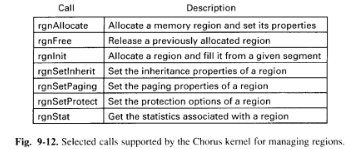 Call Description
rgnAllocate Allocate a memory region and set its properties
rgnFree Release a previously allocated region
rgnInit Allocate a region and fill it from a given segment
rgnSetInherit Set the inheritance properties of a region
rgnSetPaging Set the paging properties of a region
rgnSetProtect Set the protection options of a region
rgnStat Get the statistics associated with a region
Fig. 9-12. Selected calls supported by the Chorus kernel for managing regions.